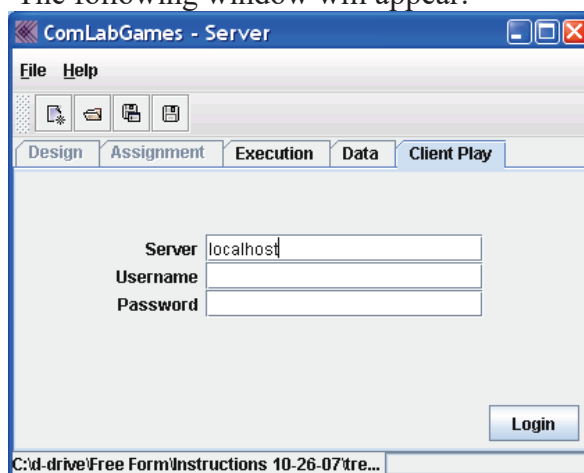 The following window will appear:
ComLabGames - Server
File Help
Design Assignment Execution Data Client Play
Server localhost
Username
Password
Login
C:\d-drive\Free Form\Instructions 10-26-07\tre...